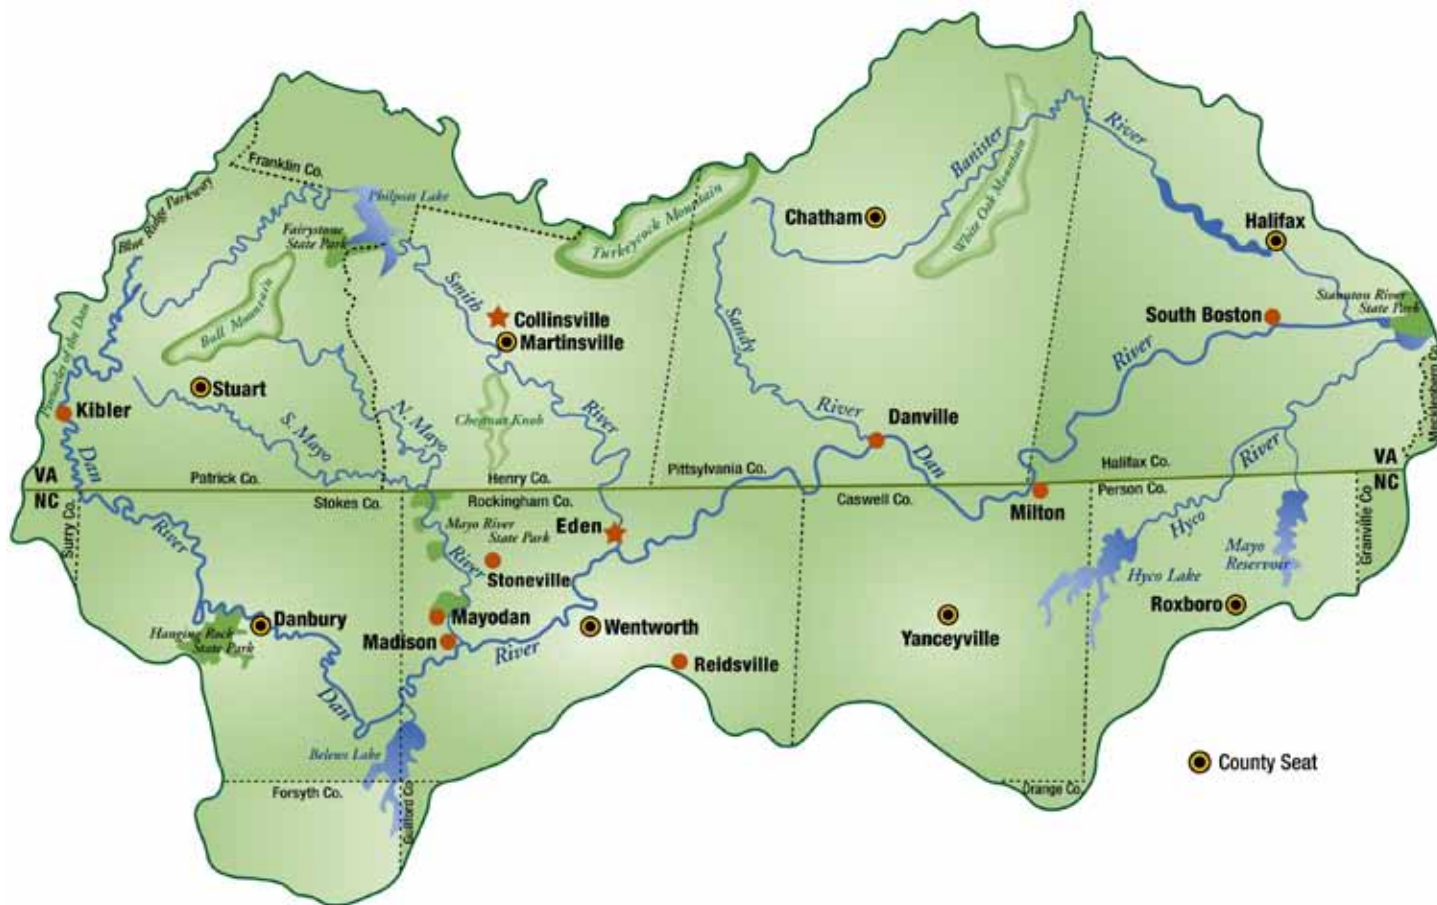 River
Banister
White Oak Mountain
Franklin Co.
Blue Ridge Parkway
Philpott Lake
Turkeycock Mountain
Chatham
Halifax
Fairystone
State Park
Smith
Bull Mountain
Collinsville
Martinsville
Sandy
Staunton River
State Park
South Boston
River
Pinnacles of the Dan
Stuart
Kibler
N. Mayo
Chestnut Knob
River
River
Danville
Mecklenberg Co.
S. Mayo
Dan
Dan
River
VA
Patrick Co.
Henry Co.
Pittsylvania Co.
Halifax Co.
VA
NC
Stokes Co.
Rockingham Co.
Caswell Co.
Person Co.
NC
Surry Co.
River
Mayo River
State Park
Eden
Milton
Hyco
Granville Co
River
Stoneville
Hyco Lake
Mayo
Reservoir
Roxboro
Hanging Rock
State Park
Danbury
Mayodan
Madison
River
Wentworth
Yanceyville
Reidsville
Dan
Belews Lake
Forsyth Co.
Guilford Co
Orange Co.
County Seat